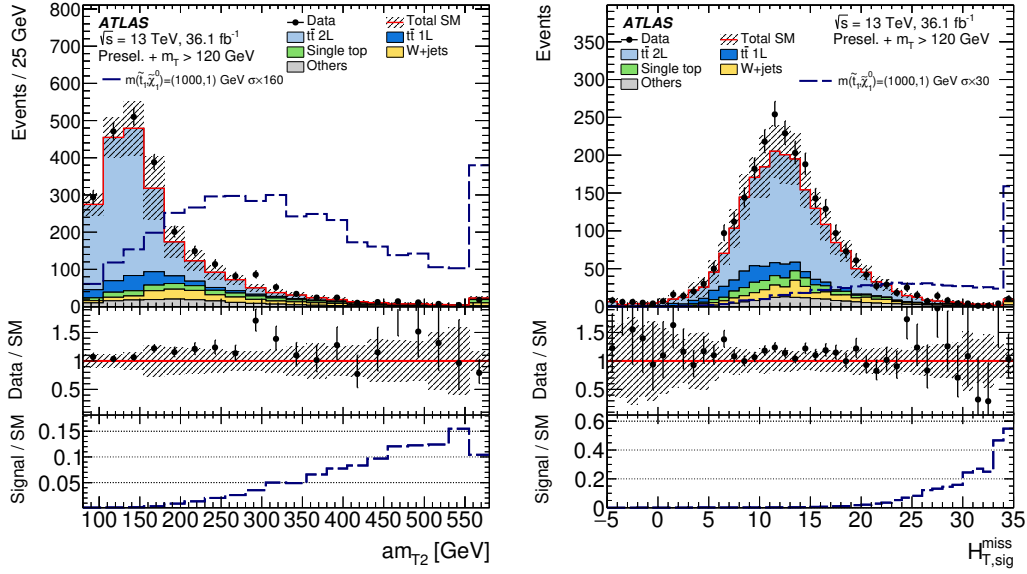 ATLAS
√s = 13 TeV, 36.1 fb⁻¹
Presel. + m_T > 120 GeV
Data
Total SM
tt̄ 2L
tt̄ 1L
Single top
W+jets
Others
m(t̃₁,χ̃₁⁰)=(1000,1) GeV σ×160
Events / 25 GeV
800
700
600
500
400
300
200
100
0
Data / SM
1.5
1
0.5
Signal / SM
0.15
0.10
0.05
100 150 200 250 300 350 400 450 500 550
am_T2 [GeV]
ATLAS
√s = 13 TeV, 36.1 fb⁻¹
Presel. + m_T > 120 GeV
Data
Total SM
tt̄ 2L
tt̄ 1L
Single top
W+jets
Others
m(t̃₁,χ̃₁⁰)=(1000,1) GeV σ×30
Events
350
300
250
200
150
100
50
0
Data / SM
1.5
1
0.5
Signal / SM
0.6
0.4
0.2
0.0
−5 0 5 10 15 20 25 30 35
H_T,sig^miss